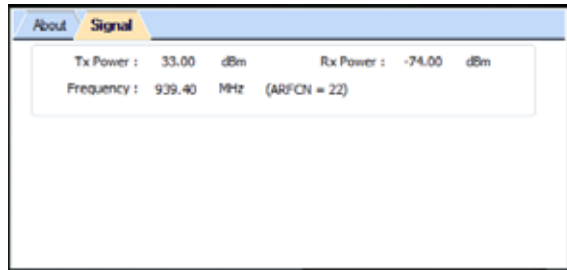 About Signal
Tx Power : 33.00 dBm Rx Power : -74.00 dBm
Frequency : 939.40 MHz (ARFCN = 22)